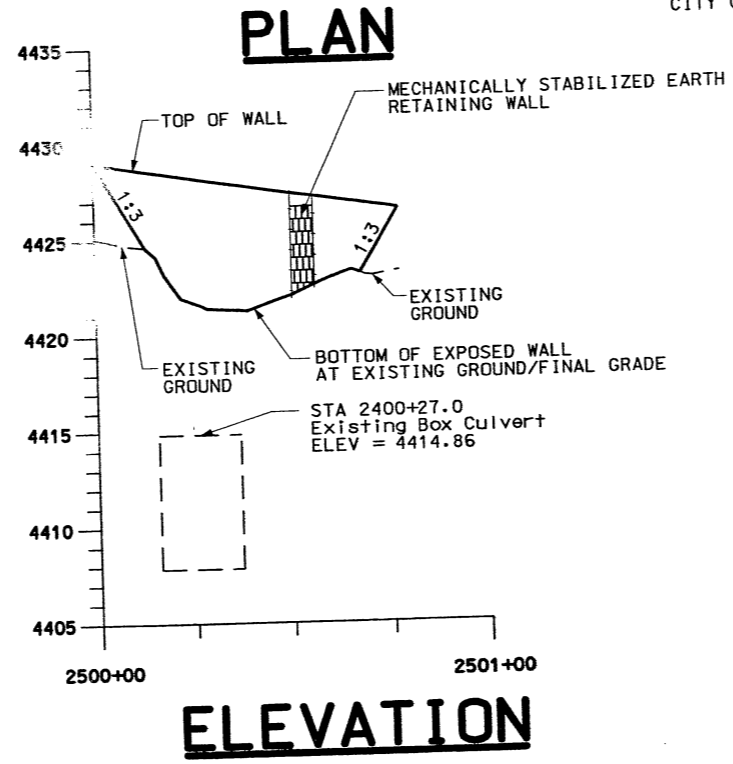 PLAN
CITY
4435
MECHANICALLY STABILIZED EARTH
RETAINING WALL
TOP OF WALL
4430
1:3
1:3
4425
EXISTING
GROUND
4420
EXISTING
GROUND
BOTTOM OF EXPOSED WALL
AT EXISTING GROUND/FINAL GRADE
STA 2400+27.0
Existing Box Culvert
ELEV = 4414.86
4415
4410
4405
2500+00
2501+00
ELEVATION